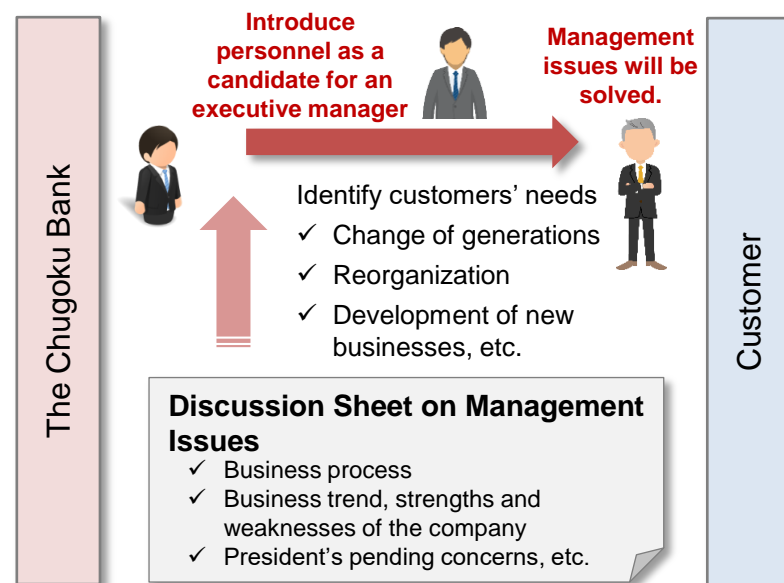 The Chugoku Bank
Introduce
personnel as a
candidate for an
executive manager
Management
issues will be
solved.
Identify customers’ needs
✓ Change of generations
✓ Reorganization
✓ Development of new
businesses, etc.
Discussion Sheet on Management
Issues
✓ Business process
✓ Business trend, strengths and
weaknesses of the company
✓ President’s pending concerns, etc.
Customer